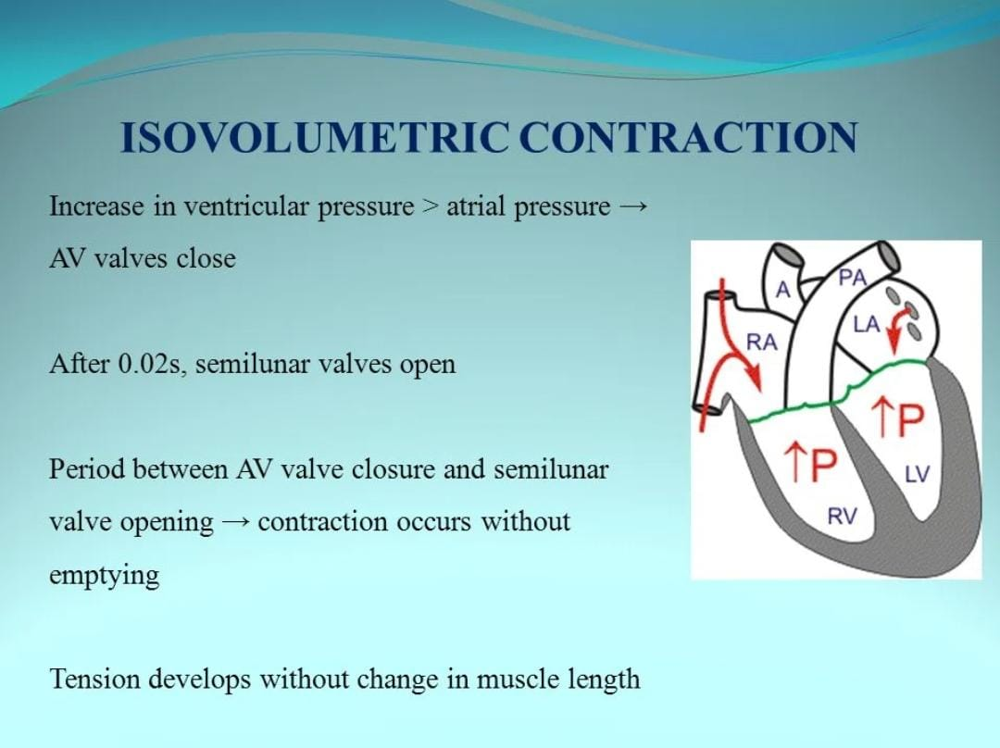 ISOVOLUMETRIC CONTRACTION
Increase in ventricular pressure > atrial pressure →
AV valves close
After 0.02s, semilunar valves open
Period between AV valve closure and semilunar
valve opening → contraction occurs without
emptying
Tension develops without change in muscle length
A
PA
RA
LA
↑P
↑P
LV
RV